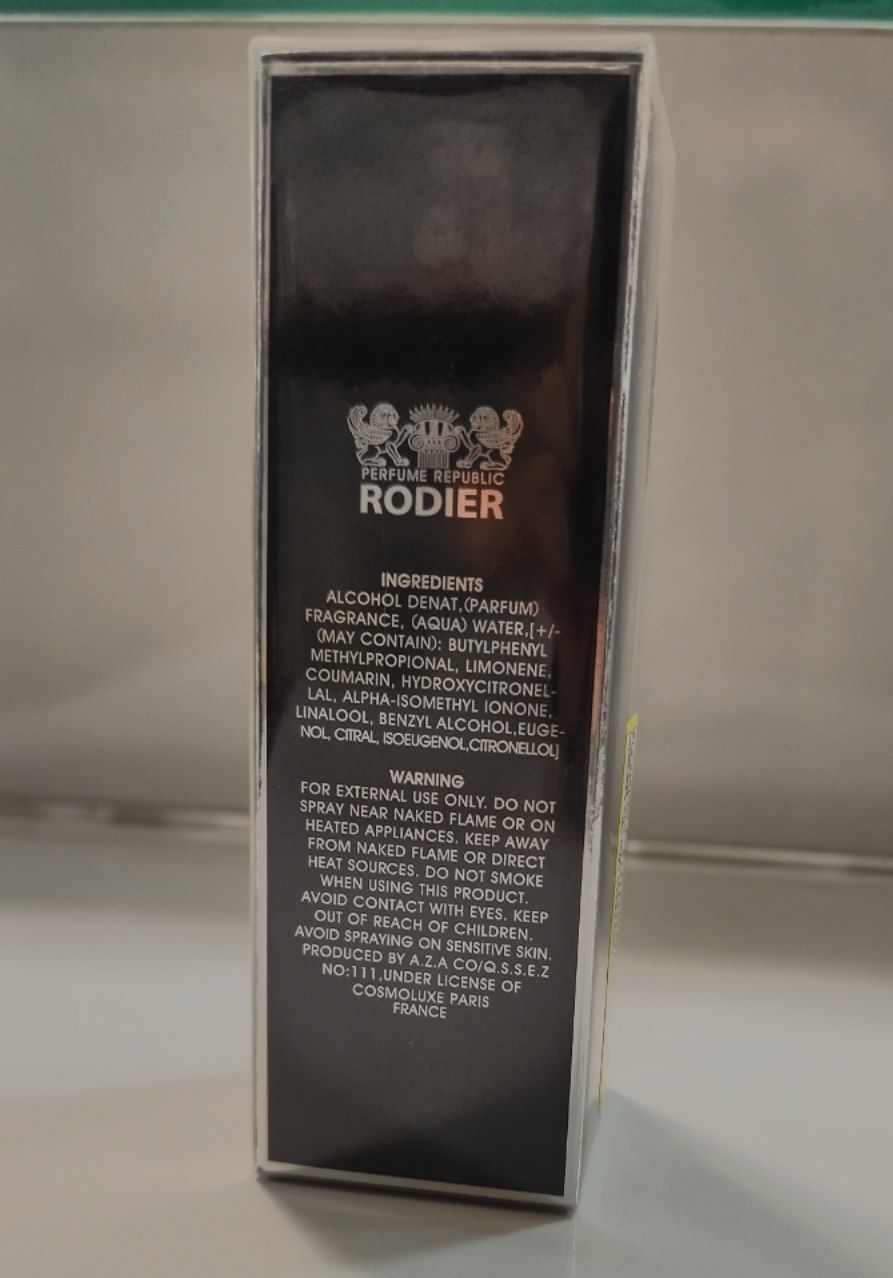 PERFUME REPUBLIC
RODIER
INGREDIENTS
ALCOHOL DENAT,(PARFUM)
FRAGRANCE, (AQUA) WATER,[+/-
(MAY CONTAIN): BUTYLPHENYL
METHYLPROPIONAL, LIMONENE,
COUMARIN, HYDROXYCITRONEL-
LAL, ALPHA-ISOMETHYL IONONE,
LINALOOL, BENZYL ALCOHOL,EUGE-
NOL, CITRAL, ISOEUGENOL,CITRONELLOL]
WARNING
FOR EXTERNAL USE ONLY. DO NOT
SPRAY NEAR NAKED FLAME OR ON
HEATED APPLIANCES. KEEP AWAY
FROM NAKED FLAME OR DIRECT
HEAT SOURCES. DO NOT SMOKE
WHEN USING THIS PRODUCT.
AVOID CONTACT WITH EYES. KEEP
OUT OF REACH OF CHILDREN.
AVOID SPRAYING ON SENSITIVE SKIN.
PRODUCED BY A.Z.A CO/Q.S.S.E.Z
NO:111,UNDER LICENSE OF
COSMOLUXE PARIS
FRANCE